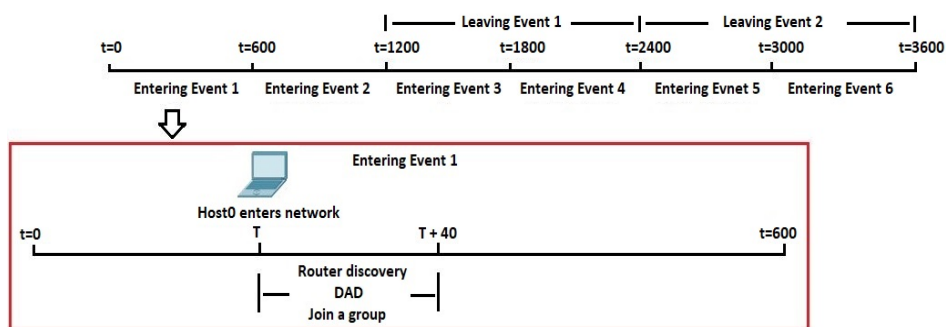 Leaving Event 1 Leaving Event 2
t=0 t=600 t=1200 t=1800 t=2400 t=3000 t=3600
Entering Event 1 Entering Event 2 Entering Event 3 Entering Event 4 Entering Evnet 5 Entering Event 6
Entering Event 1
Host0 enters network
t=0 T T + 40 t=600
Router discovery
DAD
Join a group